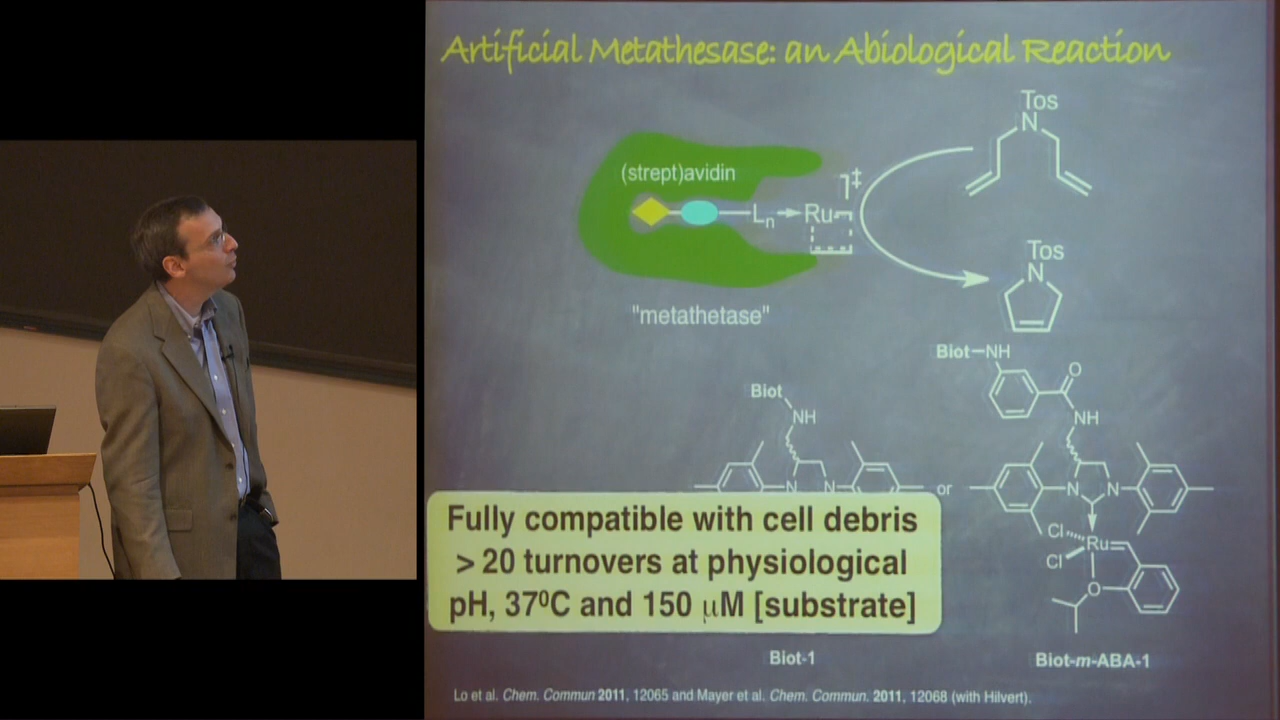 Artificial Metathesase: an Abiological Reaction
Tos
N
(strept)avidin
‡
Ln Ru
Tos
N
"metathetase"
Biot–NH
O
Biot
NH
NH
N N or N N
Fully compatible with cell debris
> 20 turnovers at physiological
pH, 37⁰C and 150 µM [substrate]
Cl
Ru
Cl
O
Biot-1
Biot-m-ABA-1
Lo et al. Chem. Commun 2011, 12065 and Mayer et al. Chem. Commun. 2011, 12068 (with Hilvert).